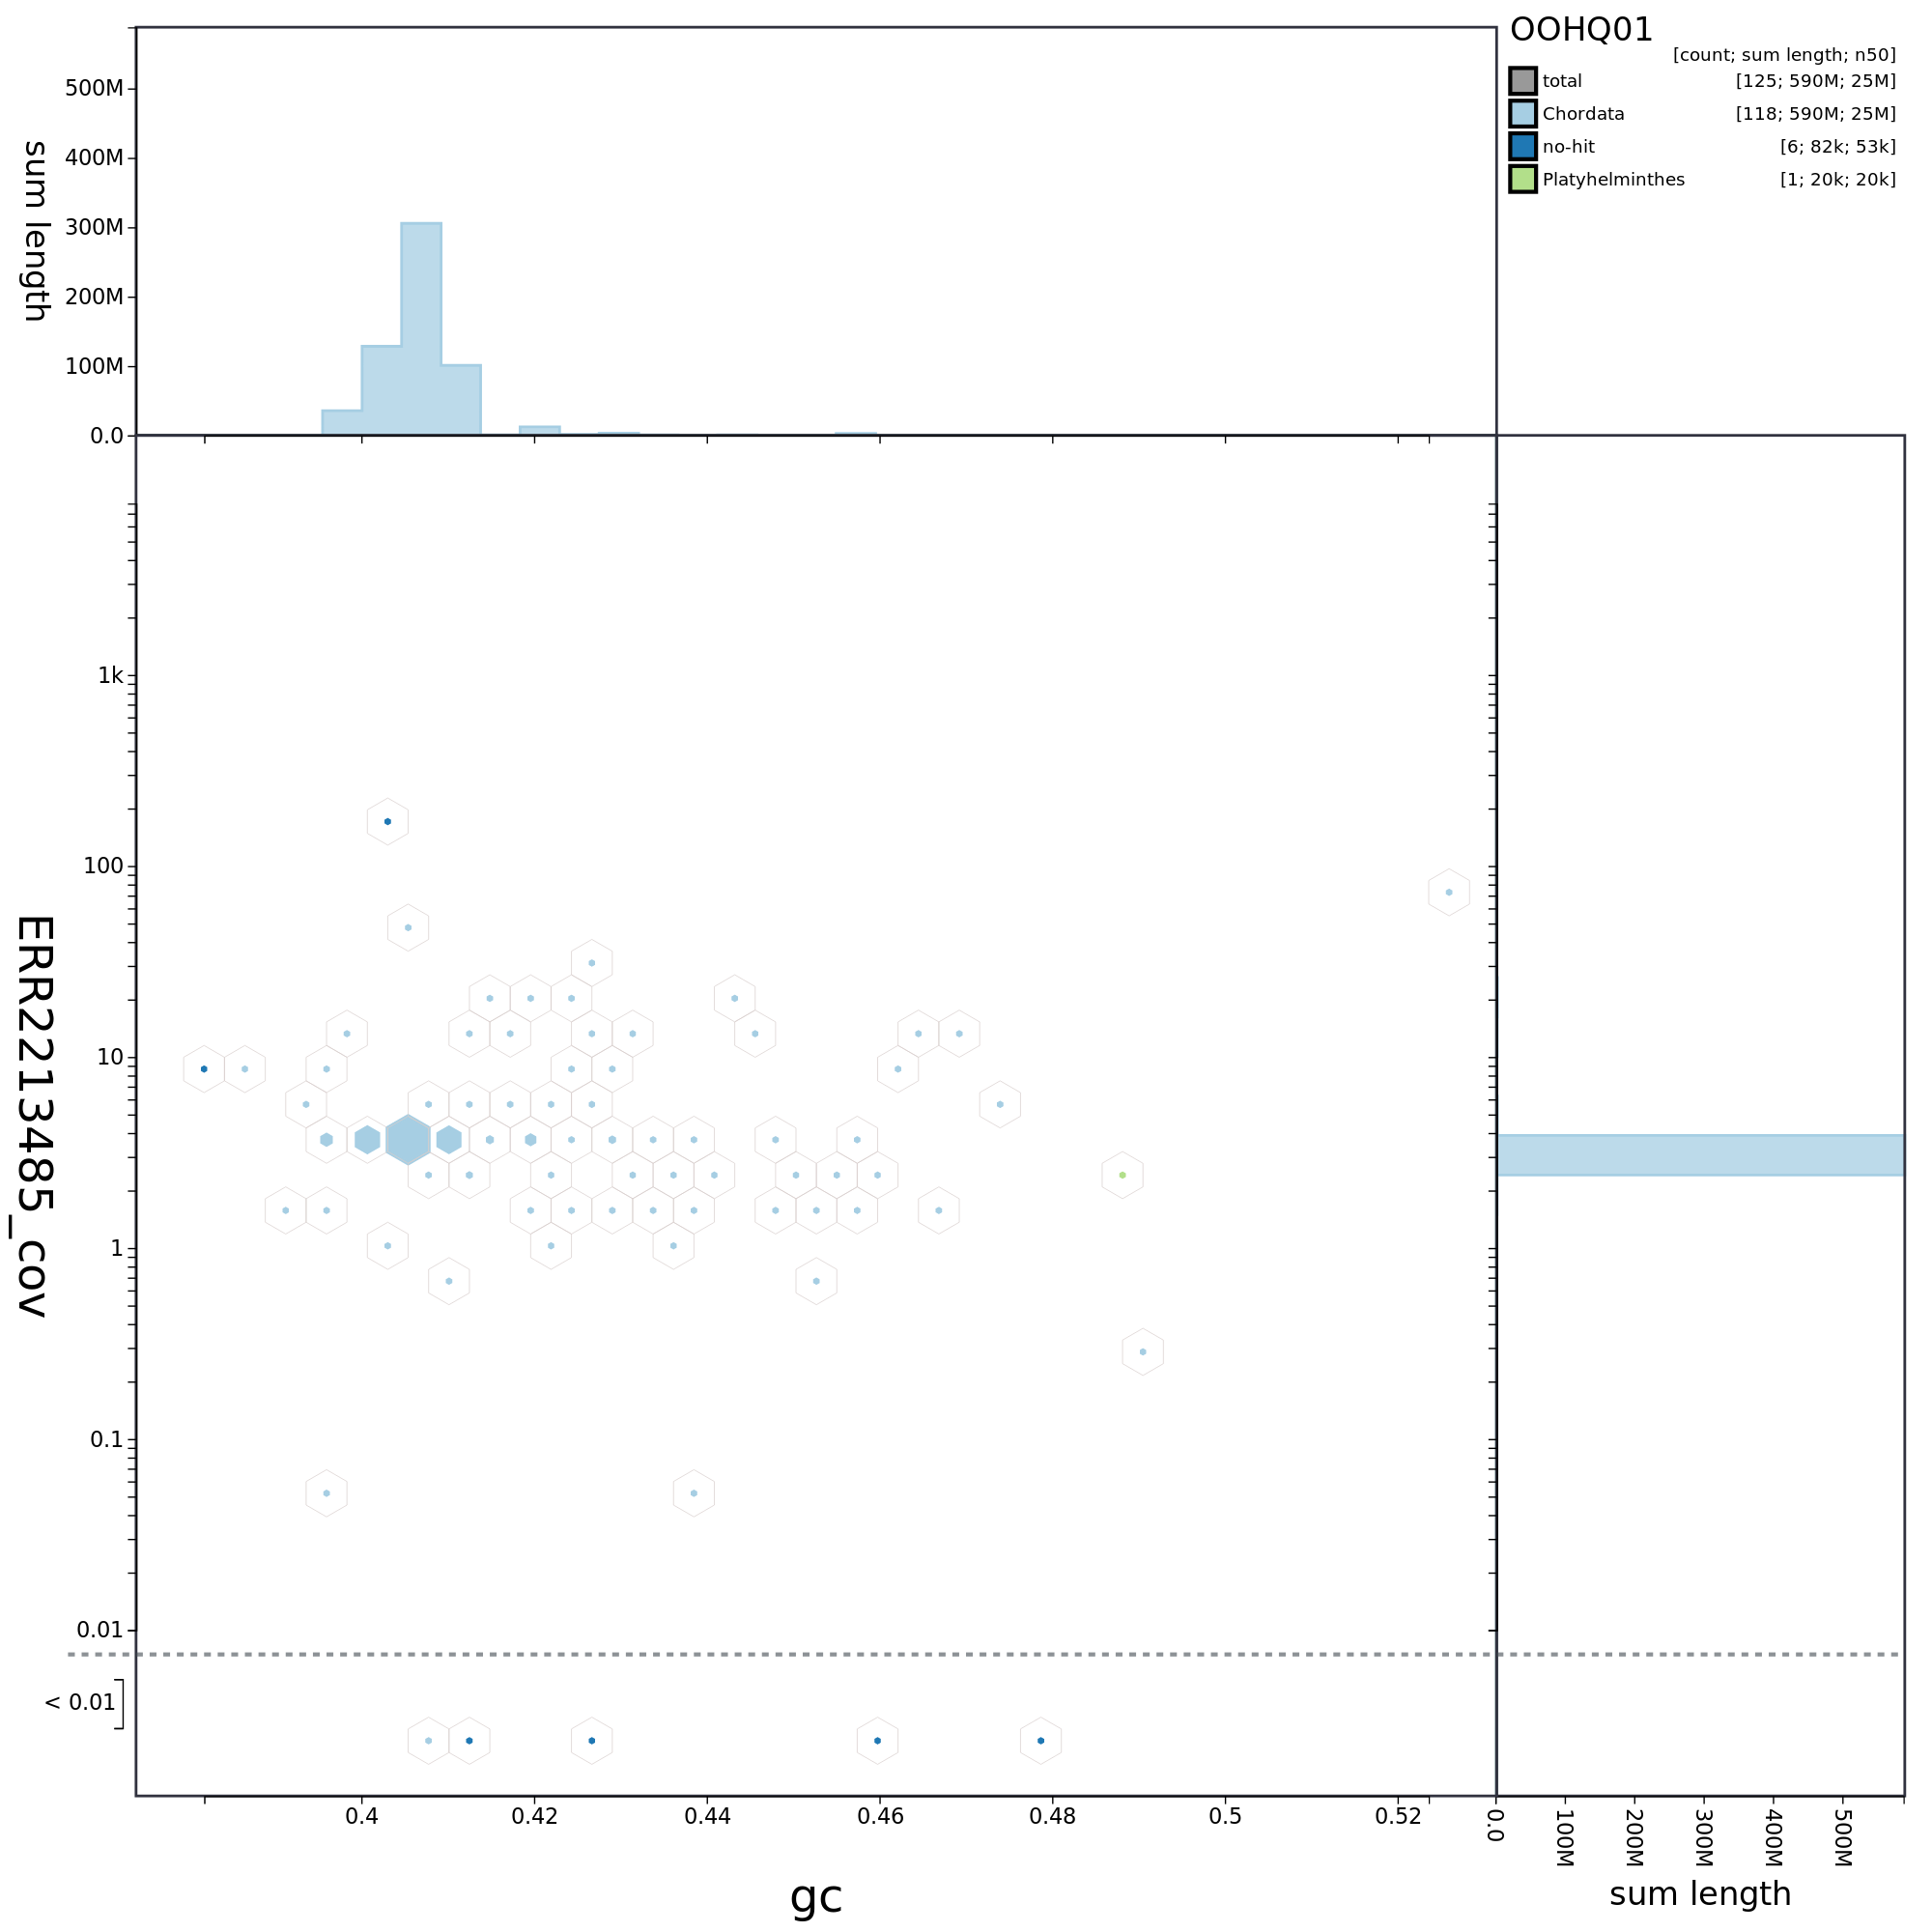 OOHQ01
[count; sum length; n50]
total [125; 590M; 25M]
Chordata [118; 590M; 25M]
no-hit [6; 82k; 53k]
Platyhelminthes [1; 20k; 20k]
sum length
500M
400M
300M
200M
100M
0.0
ERR2213485_cov
1k
100
10
1
0.1
0.01
< 0.01
0.4 0.42 0.44 0.46 0.48 0.5 0.52
gc
0.0 100M 200M 300M 400M 500M
sum length